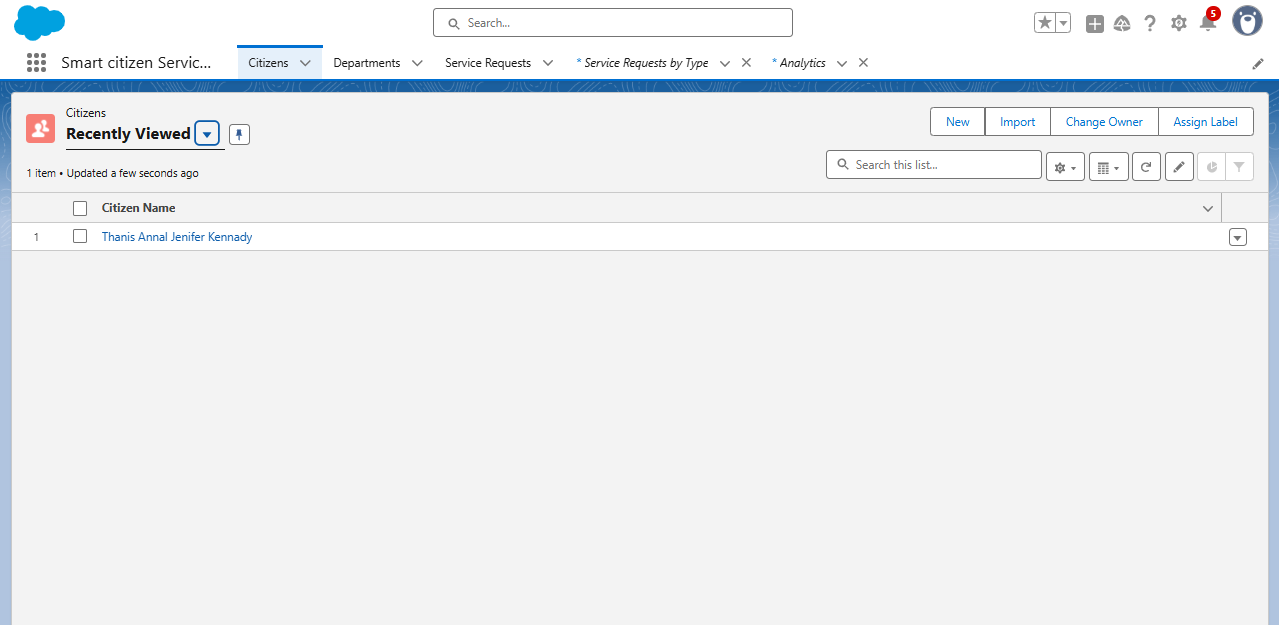 Search...
5
Smart citizen Servic...
Citizens
Departments
Service Requests
* Service Requests by Type
* Analytics
Citizens
Recently Viewed
New
Import
Change Owner
Assign Label
1 item • Updated a few seconds ago
Search this list...
Citizen Name
1
Thanis Annal Jenifer Kennady